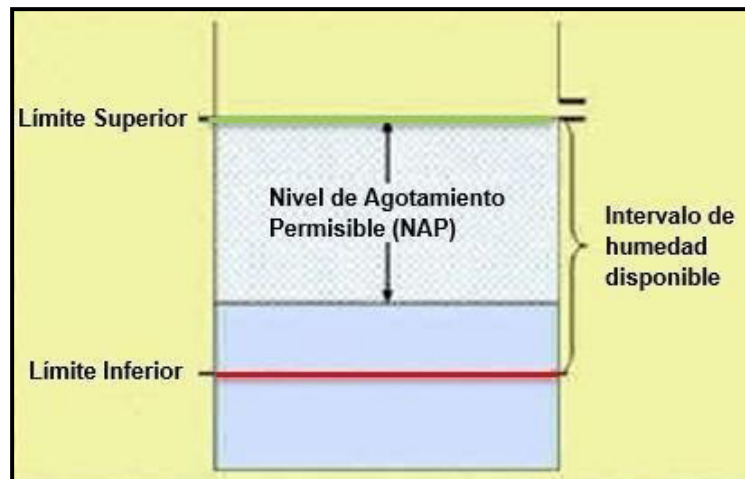 Límite Superior
Nivel de Agotamiento
Permisible (NAP)
Intervalo de
humedad
disponible
Límite Inferior